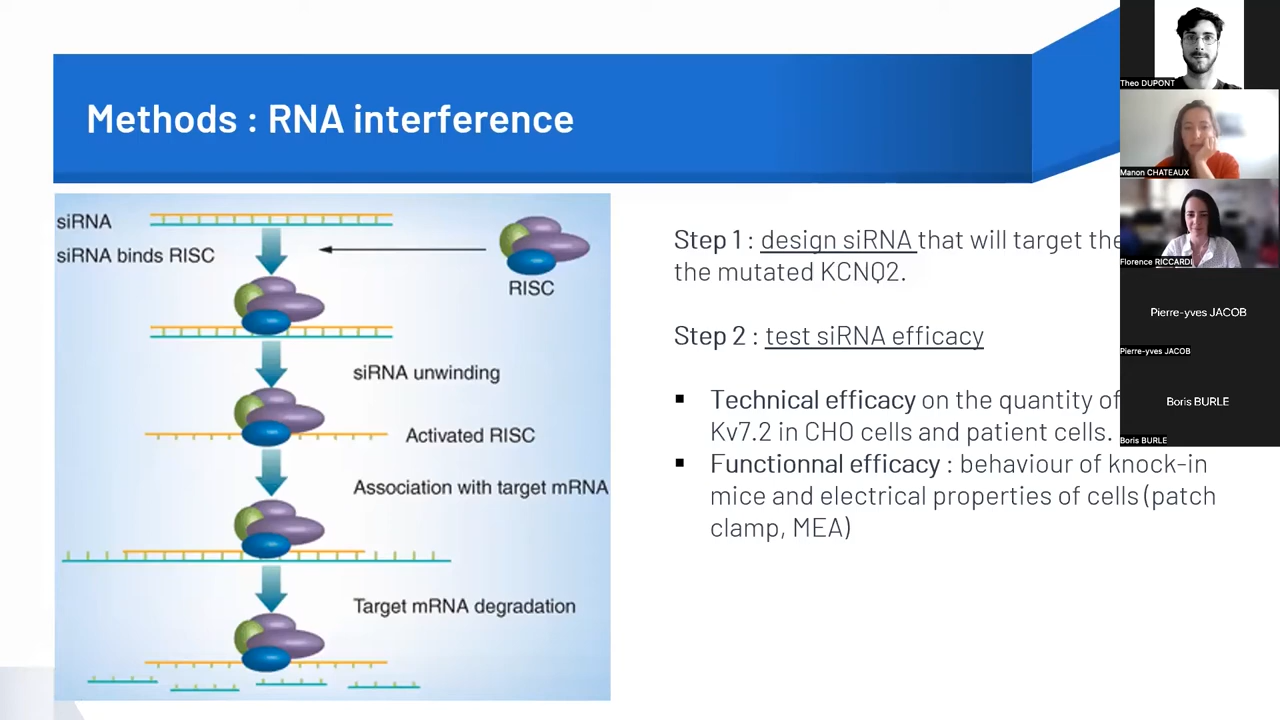 Methods : RNA interference
siRNA
siRNA binds RISC
RISC
siRNA unwinding
Activated RISC
Association with target mRNA
Target mRNA degradation
Step 1 : design siRNA that will target the
the mutated KCNQ2.
Step 2 : test siRNA efficacy
▪ Technical efficacy on the quantity of
Kv7.2 in CHO cells and patient cells.
▪ Functionnal efficacy : behaviour of knock-in
mice and electrical properties of cells (patch
clamp, MEA)
Theo DUPONT
Manon CHATEAUX
Florence RICCARDI
Pierre-yves JACOB
Pierre-yves JACOB
Boris BURLE
Boris BURLE